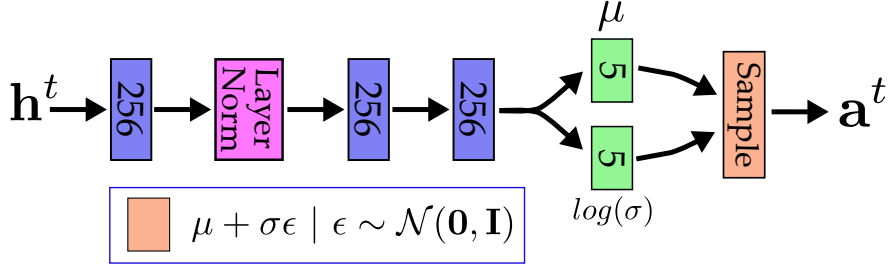 h^t
256
Layer
Norm
256
256
μ
5
5
log(σ)
Sample
a^t
μ + σϵ | ϵ ∼ 𝒩(0, I)